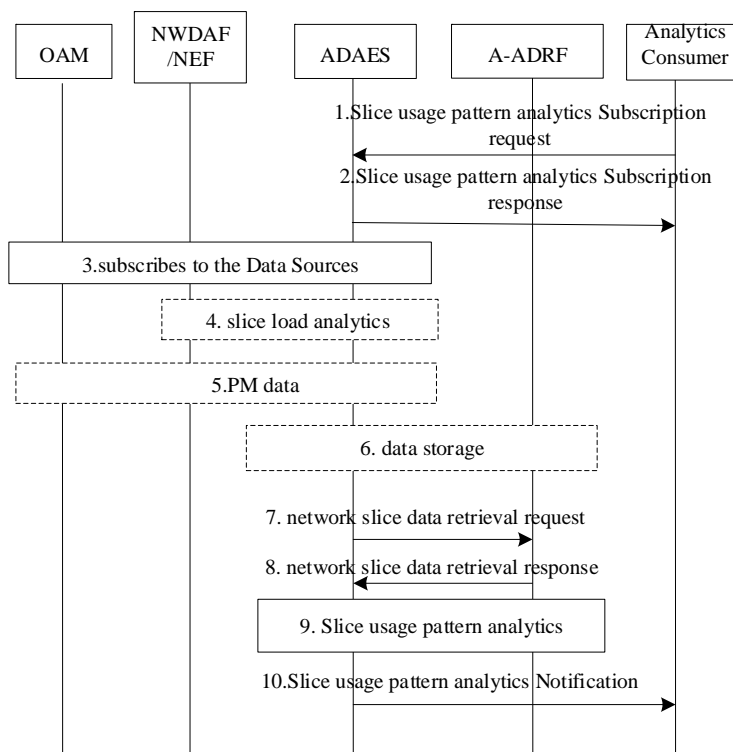 OAM
NWDAF
/NEF
ADAES
A-ADRF
Analytics
Consumer
1.Slice usage pattern analytics Subscription
request
2.Slice usage pattern analytics Subscription
response
3.subscribes to the Data Sources
4. slice load analytics
5.PM data
6. data storage
7. network slice data retrieval request
8. network slice data retrieval response
9. Slice usage pattern analytics
10.Slice usage pattern analytics Notification